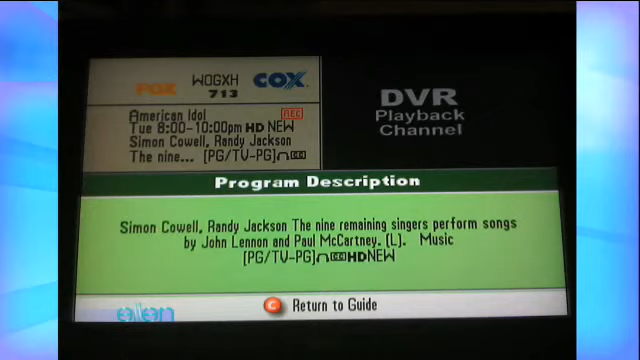 FOX
WOGXH
713
COX
American Idol
REC
Tue 8:00-10:00pm HD NEW
Simon Cowell, Randy Jackson
The nine... [PG/TV-PG] CC
DVR
Playback
Channel
Program Description
Simon Cowell, Randy Jackson The nine remaining singers perform songs
by John Lennon and Paul McCartney. (L). Music
[PG/TV-PG] CC HD NEW
C Return to Guide